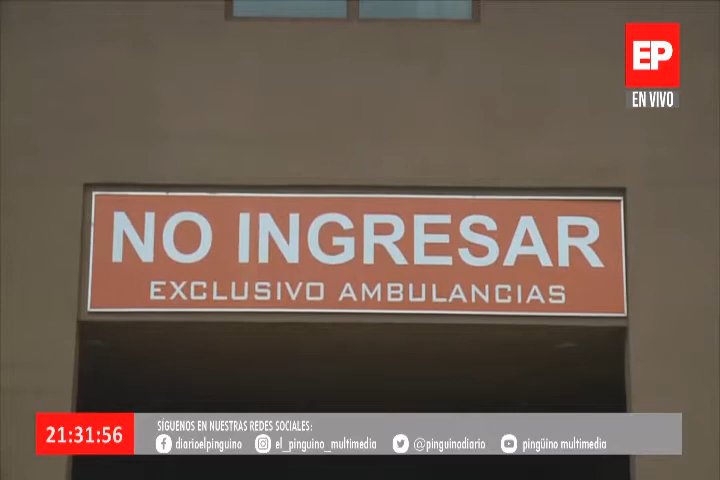 EP
EN VIVO
NO INGRESAR
EXCLUSIVO AMBULANCIAS
21:31:56
SÍGUENOS EN NUESTRAS REDES SOCIALES:
diarioelpinguino el_pinguino_multimedia @pinguinodiario pingüino multimedia